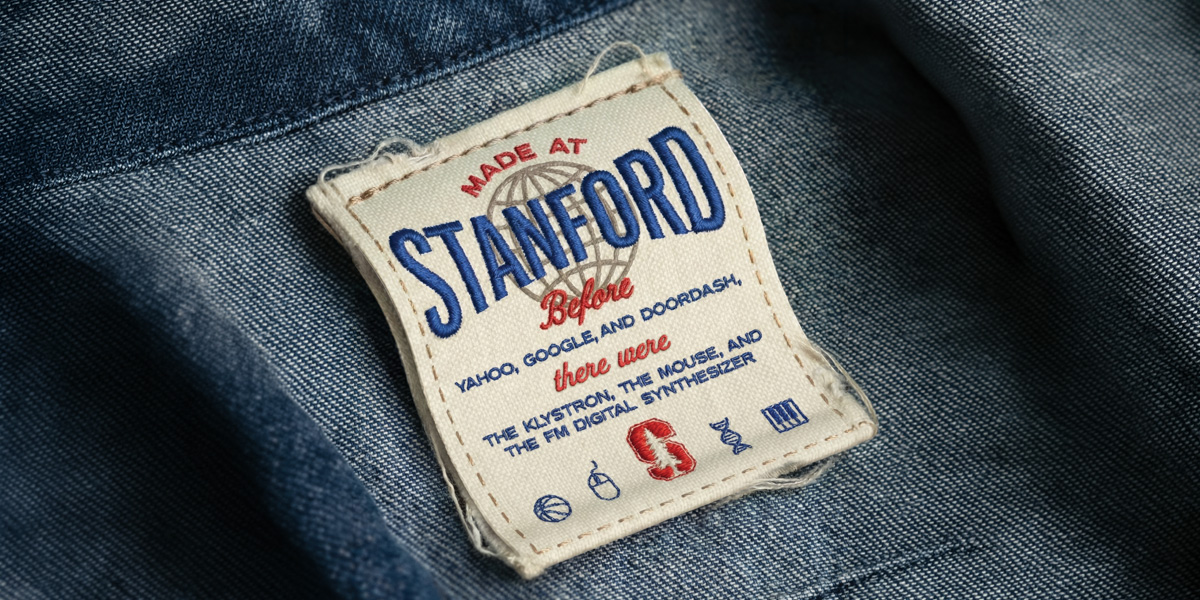 MADE AT
STANFORD
Before
YAHOO, GOOGLE, AND DOORDASH,
there were
THE KLYSTRON, THE MOUSE, AND
THE FM DIGITAL SYNTHESIZER
S